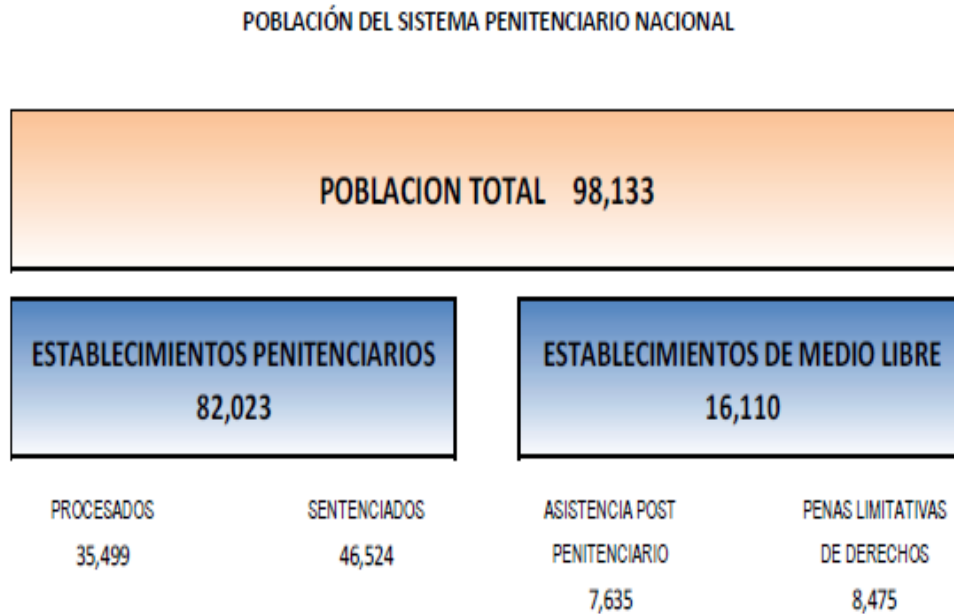 POBLACIÓN DEL SISTEMA PENITENCIARIO NACIONAL
POBLACION TOTAL 98,133
ESTABLECIMIENTOS PENITENCIARIOS
82,023
ESTABLECIMIENTOS DE MEDIO LIBRE
16,110
PROCESADOS
35,499
SENTENCIADOS
46,524
ASISTENCIA POST
PENITENCIARIO
7,635
PENAS LIMITATIVAS
DE DERECHOS
8,475